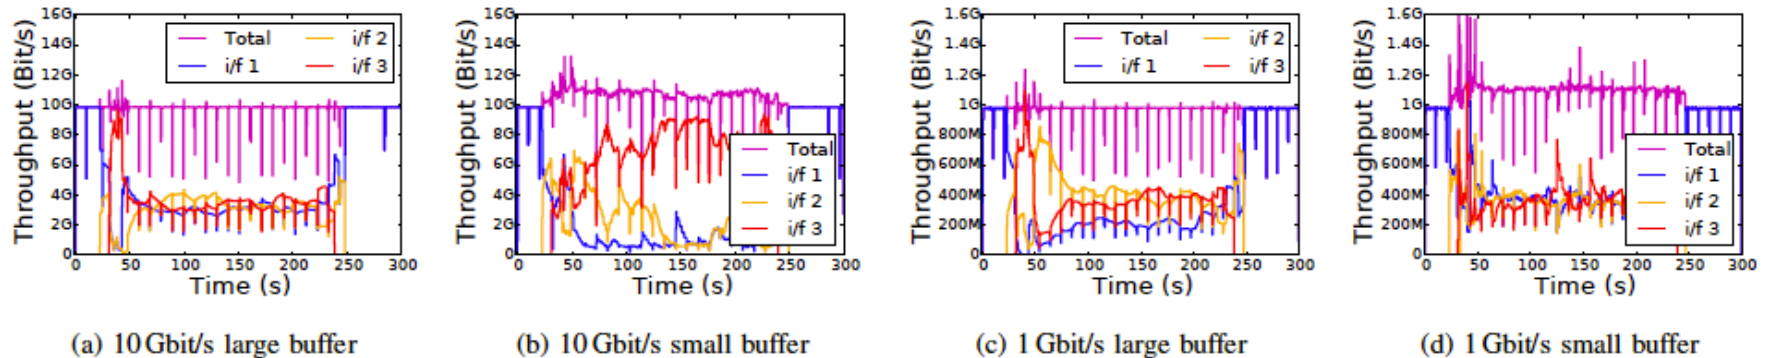 16G
14G
12G
10G
8G
6G
4G
2G
0
Throughput (Bit/s)
Total
i/f 1
i/f 2
i/f 3
0 50 100 150 200 250 300
Time (s)
(a) 10 Gbit/s large buffer
16G
14G
12G
10G
8G
6G
4G
2G
0
Throughput (Bit/s)
Total
i/f 1
i/f 2
i/f 3
0 50 100 150 200 250 300
Time (s)
(b) 10 Gbit/s small buffer
1.6G
1.4G
1.2G
1G
800M
600M
400M
200M
0
Throughput (Bit/s)
Total
i/f 1
i/f 2
i/f 3
0 50 100 150 200 250 300
Time (s)
(c) 1 Gbit/s large buffer
1.6G
1.4G
1.2G
1G
800M
600M
400M
200M
0
Throughput (Bit/s)
Total
i/f 1
i/f 2
i/f 3
0 50 100 150 200 250 300
Time (s)
(d) 1 Gbit/s small buffer